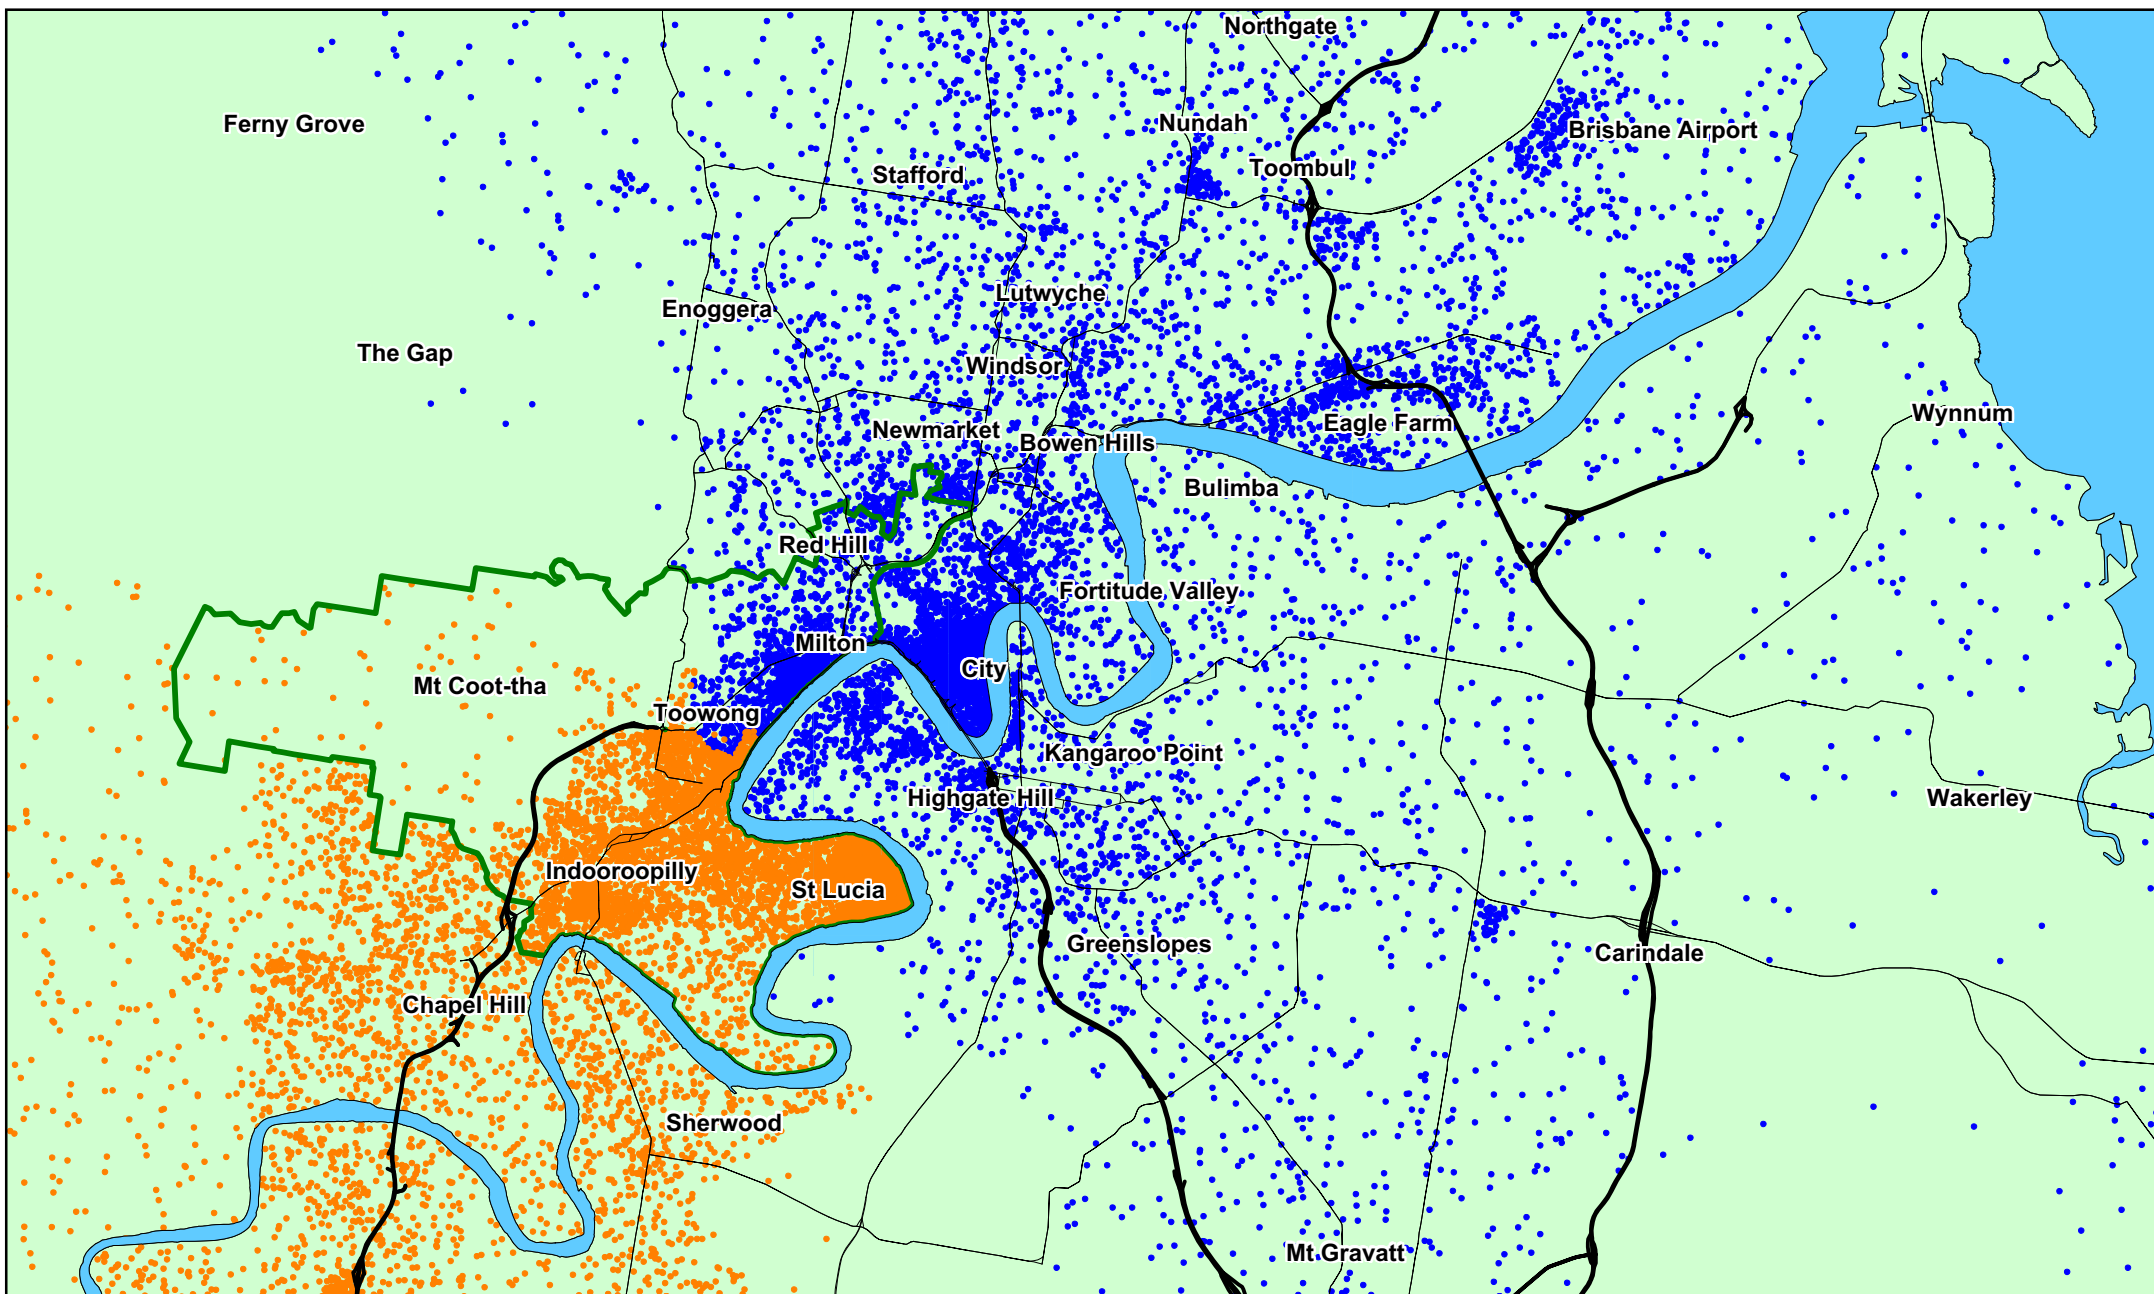 Northgate
Ferny Grove
Nundah
Brisbane Airport
Stafford
Toombul
Enoggera
Lutwyche
The Gap
Windsor
Newmarket
Bowen Hills
Eagle Farm
Wynnum
Bulimba
Red Hill
Fortitude Valley
Milton
City
Mt Coot-tha
Toowong
Kangaroo Point
Highgate Hill
Wakerley
Indooroopilly
St Lucia
Greenslopes
Carindale
Chapel Hill
Sherwood
Mt Gravatt